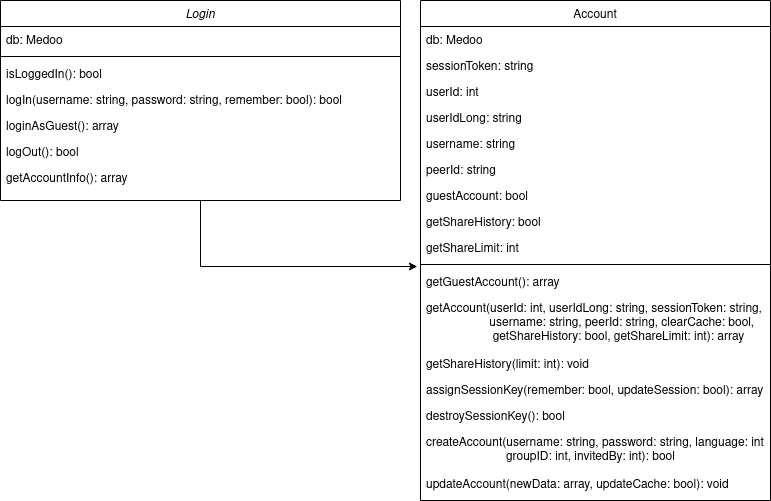 Login
db: Medoo
isLoggedIn(): bool
logIn(username: string, password: string, remember: bool): bool
loginAsGuest(): array
logOut(): bool
getAccountInfo(): array
Account
db: Medoo
sessionToken: string
userId: int
userIdLong: string
username: string
peerId: string
guestAccount: bool
getShareHistory: bool
getShareLimit: int
getGuestAccount(): array
getAccount(userId: int, userIdLong: string, sessionToken: string,
username: string, peerId: string, clearCache: bool,
getShareHistory: bool, getShareLimit: int): array
getShareHistory(limit: int): void
assignSessionKey(remember: bool, updateSession: bool): array
destroySessionKey(): bool
createAccount(username: string, password: string, language: int
groupID: int, invitedBy: int): bool
updateAccount(newData: array, updateCache: bool): void